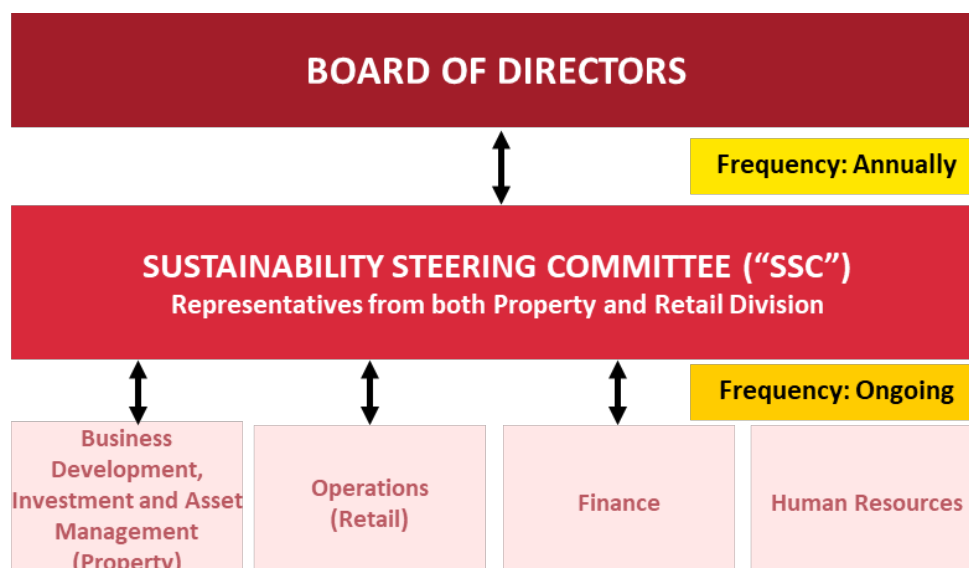 BOARD OF DIRECTORS
Frequency: Annually
SUSTAINABILITY STEERING COMMITTEE (“SSC”)
Representatives from both Property and Retail Division
Frequency: Ongoing
Business
Development,
Investment and Asset
Management
(Property)
Operations
(Retail)
Finance
Human Resources